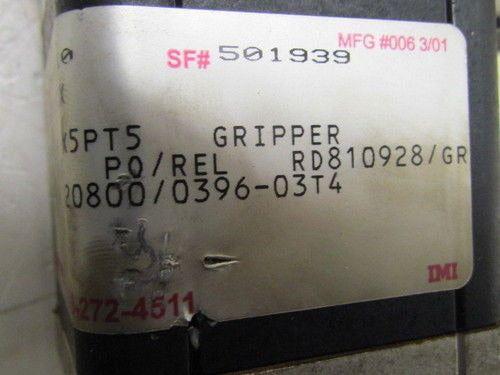 MFG #006 3/01
SF# 501939
X5PT5 GRIPPER
PO/REL RD810928/GR
20800/0396-03T4
-272-4511
IMI